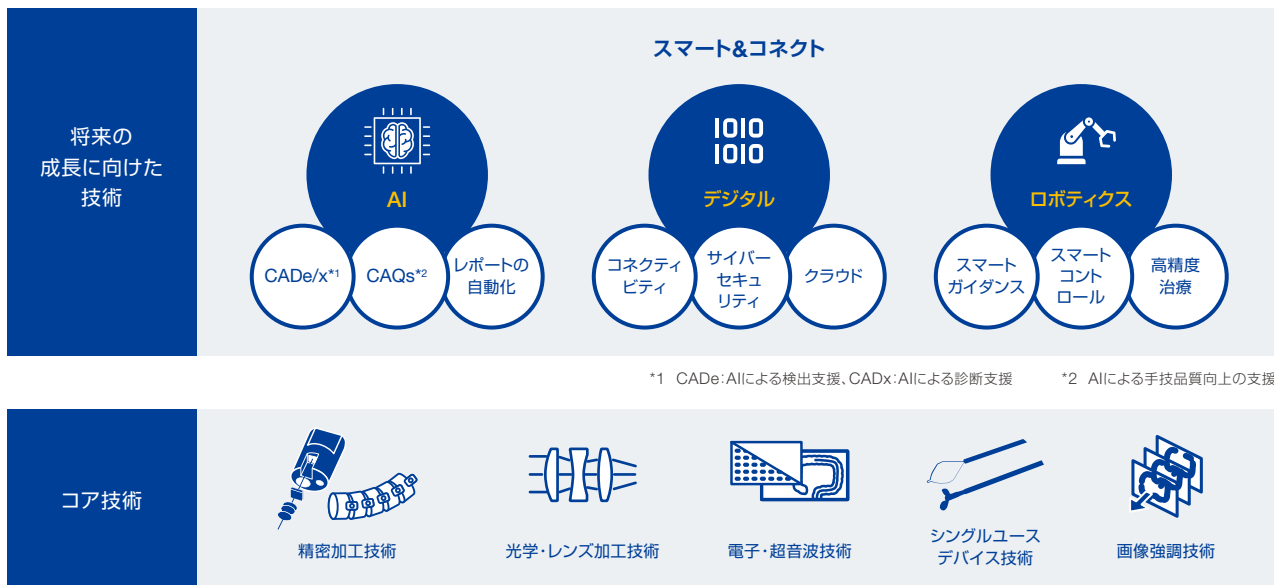 スマート&コネクト
将来の
成長に向けた
技術
1010
1010
AI
デジタル
ロボティクス
CADe/x*1
CAQs*2
レポートの
自動化
コネクティ
ビティ
サイバー
セキュ
リティ
クラウド
スマート
ガイダンス
スマート
コント
ロール
高精度
治療
*1 CADe：AIによる検出支援、CADx：AIによる診断支援
*2 AIによる手技品質向上の支援
コア技術
精密加工技術
光学・レンズ加工技術
電子・超音波技術
シングルユース
デバイス技術
画像強調技術